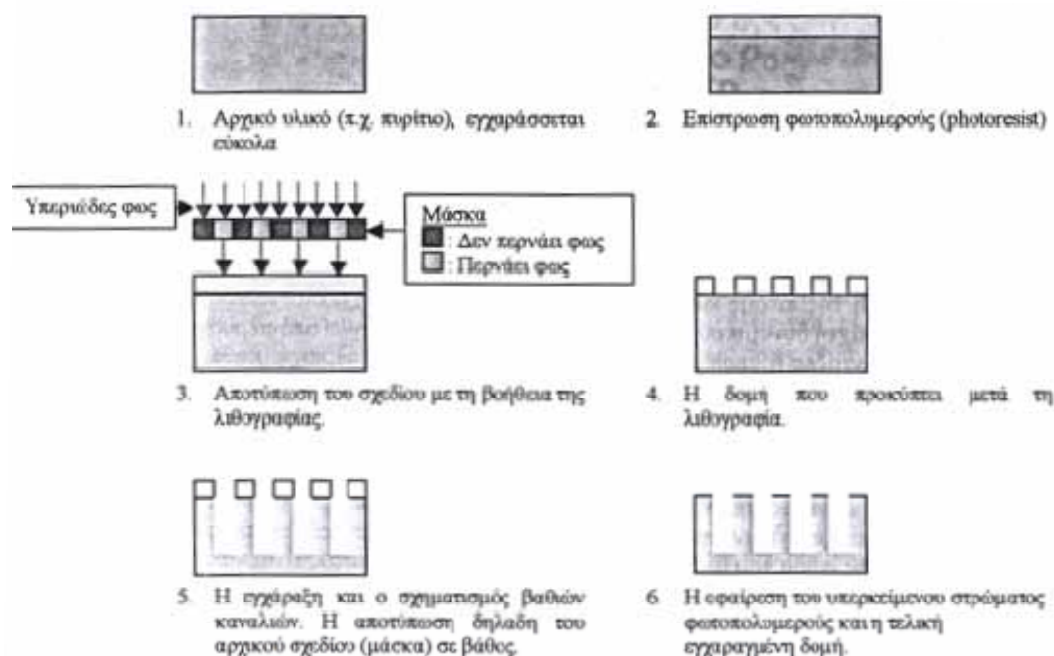 1. Αρχικό υλικό (π.χ. πυρίτιο), εγχαράσσεται
εύκολα
2. Επίστρωση φωτοπολυμερούς (photoresist)
Υπεριώδες φως
Μάσκα
: Δεν περνάει φως
: Περνάει φως
3. Αποτύπωση του σχεδίου με τη βοήθεια της
λιθογραφίας.
4. Η δομή που προκύπτει μετά τη
λιθογραφία.
5. Η εγχάραξη και ο σχηματισμός βαθιών
καναλιών. Η αποτύπωση δηλαδη του
αρχικού σχεδίου (μάσκα) σε βάθος.
6. Η αφαίρεση του υπερκείμενου στρώματος
φωτοπολυμερούς και η τελική
εγχαραγμένη δομή.